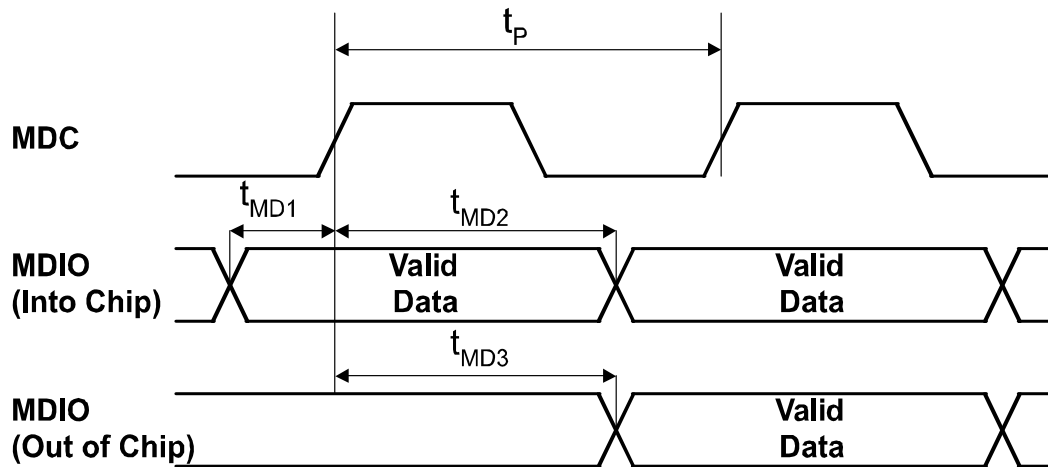 tP
MDC
tMD1
tMD2
MDIO
(Into Chip)
Valid
Data
Valid
Data
tMD3
MDIO
(Out of Chip)
Valid
Data